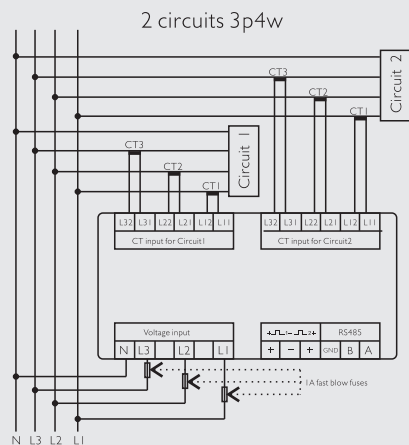 2 circuits 3p4w
Circuit 2
CT3
CT2
CT1
Circuit 1
CT3
CT2
CT1
L32 L31 L22 L21 L12 L11
CT input for Circuit1
L32 L31 L22 L21 L12 L11
CT input for Circuit2
Voltage input
N L3 L2 L1
+ 1 - 2 + RS485
+ - + GND B A
1A fast blow fuses
N L3 L2 L1